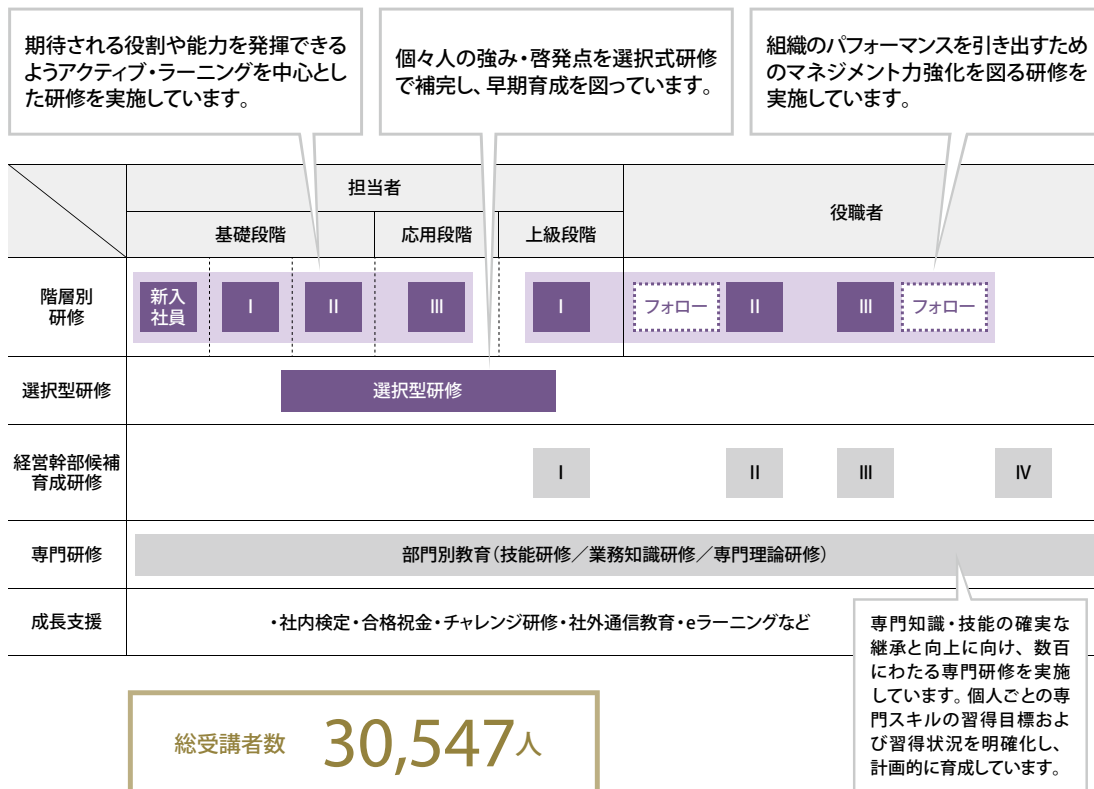 期待される役割や能力を発揮できる
ようアクティブ・ラーニングを中心とし
た研修を実施しています。
個々人の強み・啓発点を選択式研修
で補完し、早期育成を図っています。
組織のパフォーマンスを引き出すため
のマネジメント力強化を図る研修を
実施しています。
担当者
役職者
基礎段階
応用段階
上級段階
階層別
研修
新入
社員
I
II
III
I
フォロー
II
III
フォロー
選択型研修
選択型研修
経営幹部候補
育成研修
I
II
III
IV
専門研修
部門別教育(技能研修／業務知識研修／専門理論研修)
成長支援
・社内検定・合格祝金・チャレンジ研修・社外通信教育・eラーニングなど
専門知識・技能の確実な
継承と向上に向け、数百
にわたる専門研修を実施
しています。個人ごとの専
門スキルの習得目標およ
び習得状況を明確化し、
計画的に育成しています。
総受講者数 30,547人